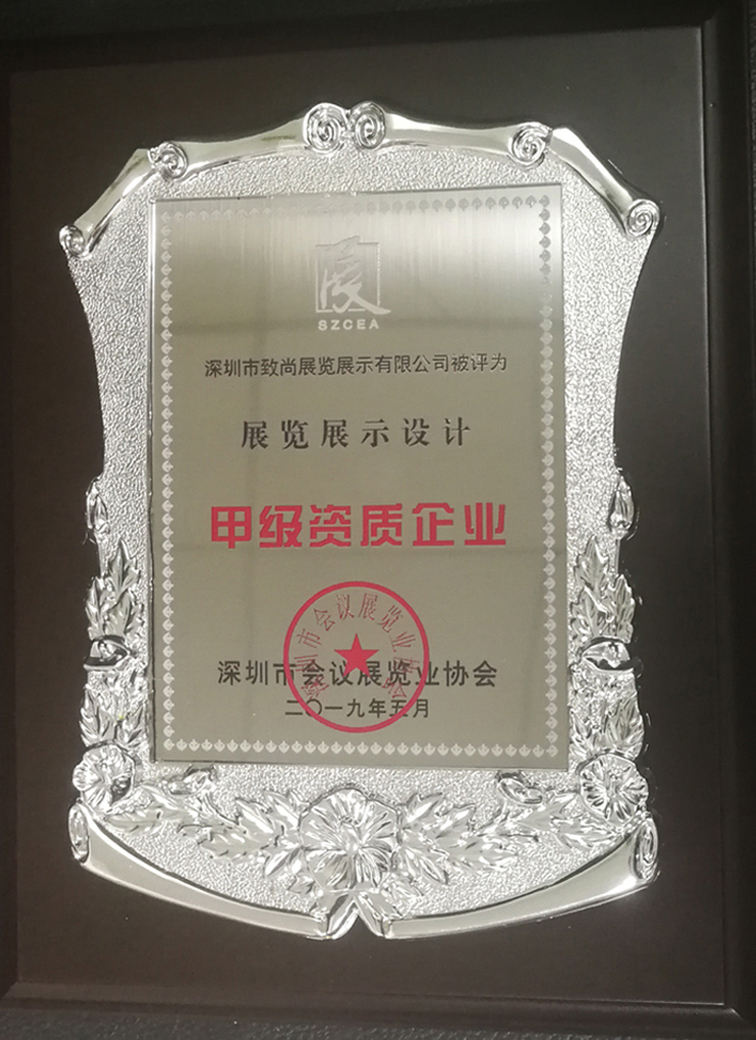 展
SZCEA
深圳市致尚展览展示有限公司被评为
展览展示设计
甲级资质企业
深圳市会议展览业协会
深圳市会议展览业协会
二〇一九年五月